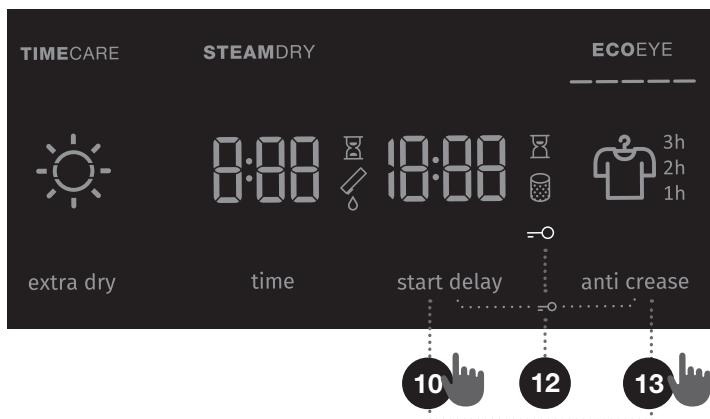 TIMECARE STEAMDRY ECOEYE
8:88 18:88 3h
2h
1h
extra dry time start delay anti crease
10 12 13